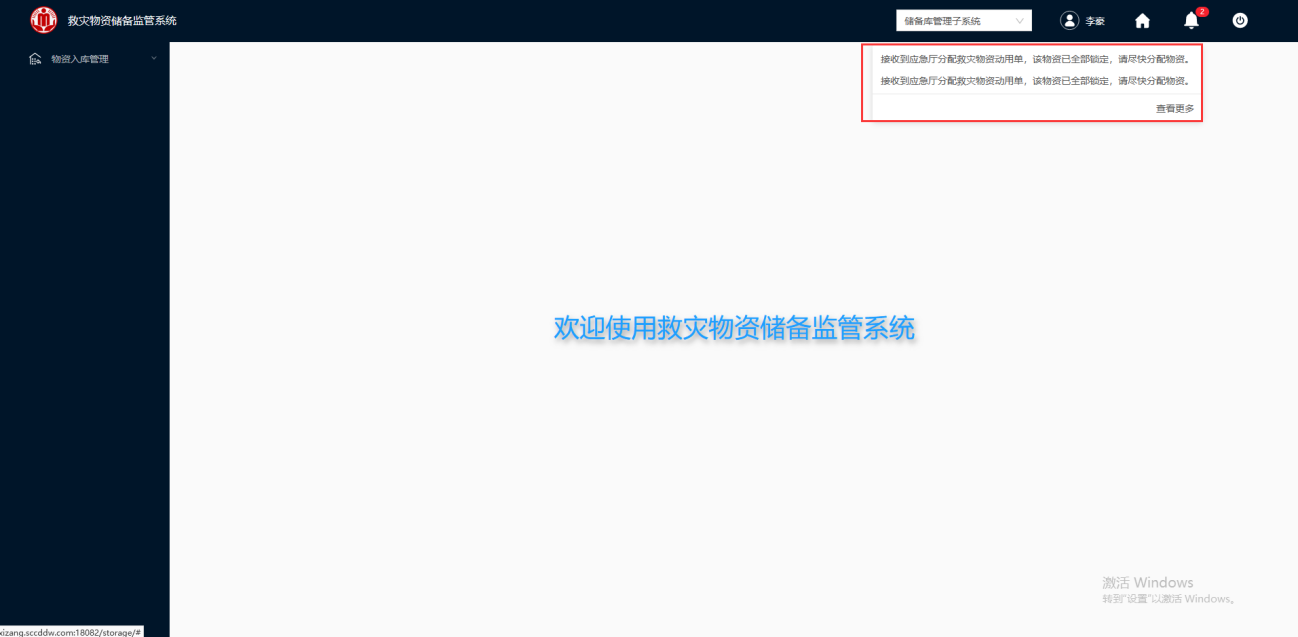 救灾物资储备监管系统
储备库管理子系统
李豪
2
物资入库管理
接收到应急厅分配救灾物资动用单，该物资已全部锁定，请尽快分配物资。
接收到应急厅分配救灾物资动用单，该物资已全部锁定，请尽快分配物资。
查看更多
欢迎使用救灾物资储备监管系统
激活 Windows
转到"设置"以激活 Windows。
xizang.sccddw.com:18082/storage/#